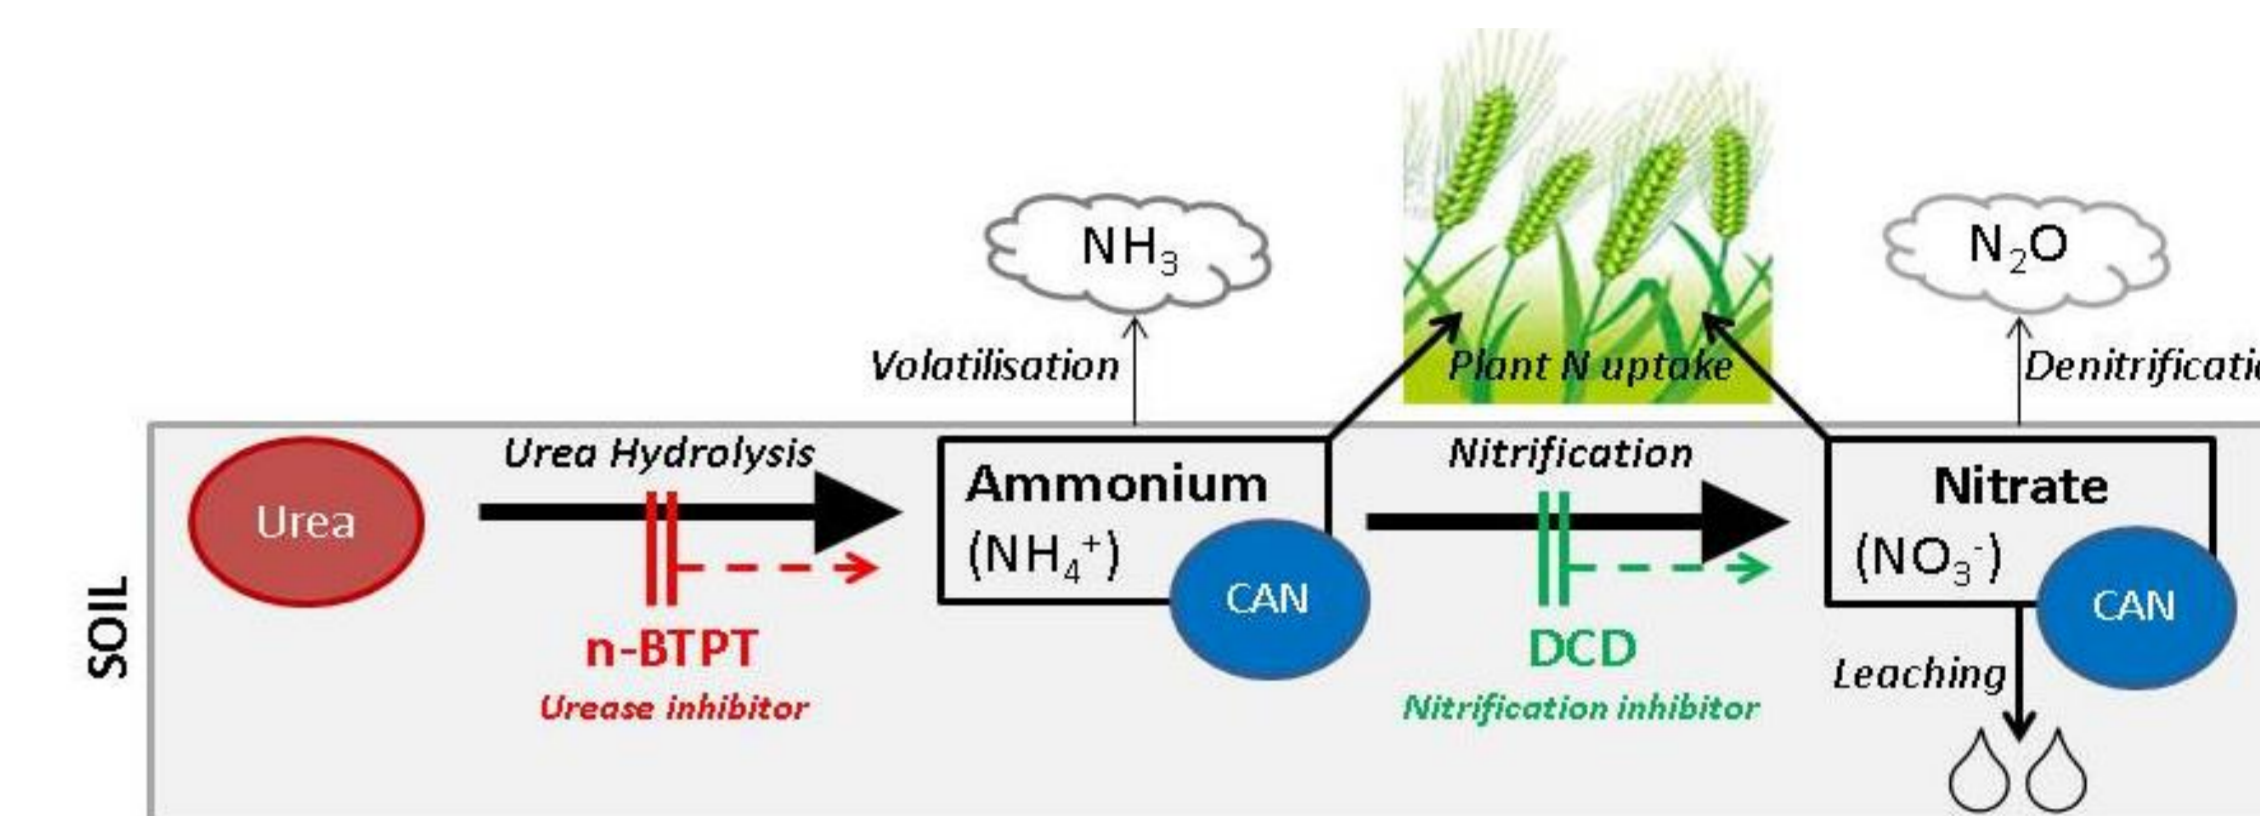 NH₃
N₂O
Volatilisation
Plant N uptake
Denitrificatio
Urea Hydrolysis
Nitrification
Urea
Ammonium
(NH₄⁺)
CAN
Nitrate
(NO₃⁻)
CAN
SOIL
n-BTPT
Urease inhibitor
DCD
Nitrification inhibitor
Leaching